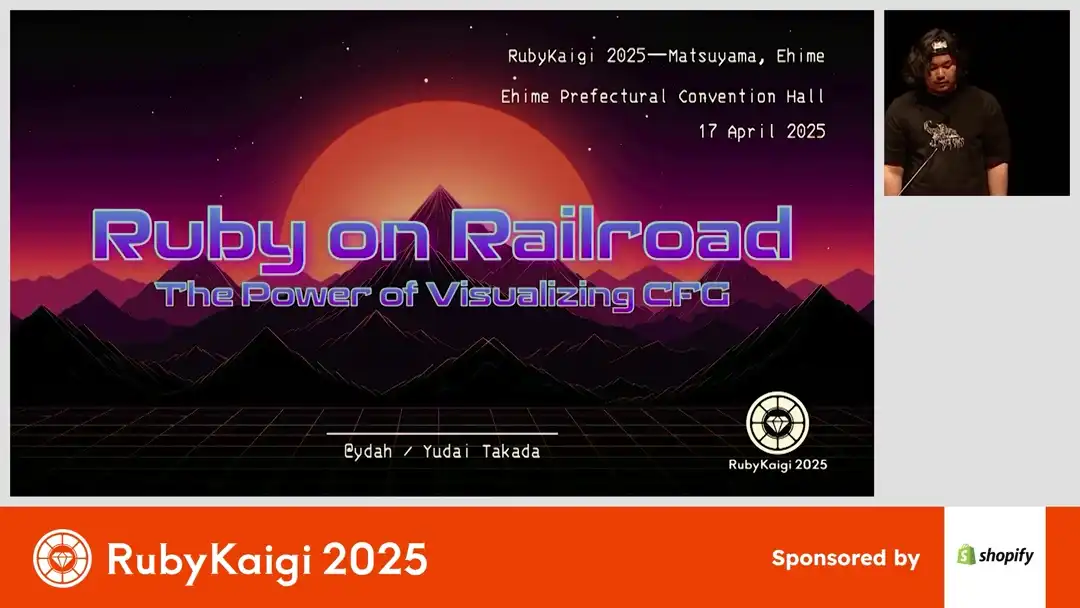 RubyKaigi 2025—Matsuyama, Ehime
Ehime Prefectural Convention Hall
17 April 2025
Ruby on Railroad
The Power of Visualizing CFG
@ydah / Yudai Takada
RubyKaigi 2025
RubyKaigi 2025
Sponsored by
shopify